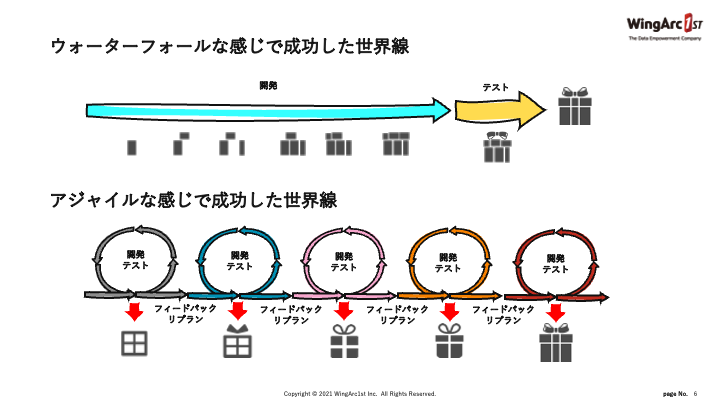 WingArc1ST
The Data Empowerment Company
ウォーターフォールな感じで成功した世界線
開発
テスト
アジャイルな感じで成功した世界線
開発
テスト
開発
テスト
開発
テスト
開発
テスト
開発
テスト
フィードバック
リプラン
フィードバック
リプラン
フィードバック
リプラン
フィードバック
リプラン
Copyright © 2021 WingArc1st Inc. All Rights Reserved.
page No. 6